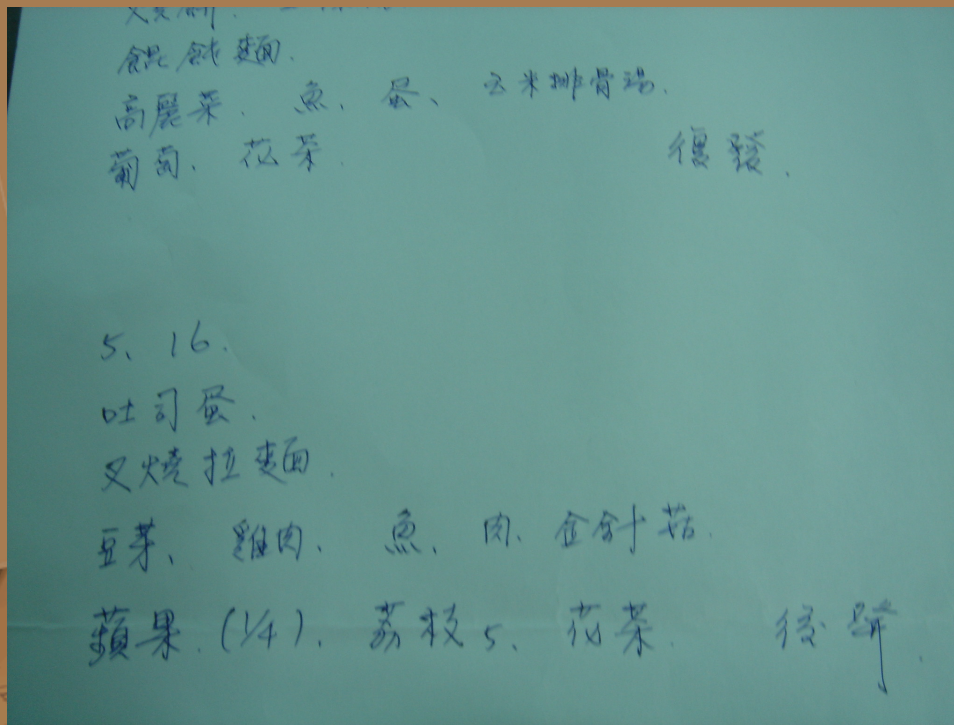 餛飩麵.
高麗菜. 魚、蛋、玉米排骨湯.
葡萄、花菜. 復發.
5、16.
吐司蛋.
叉燒拉麵.
豆芽、雞肉、魚、肉、金針菇.
蘋果.(1/4). 荔枝5、花菜.